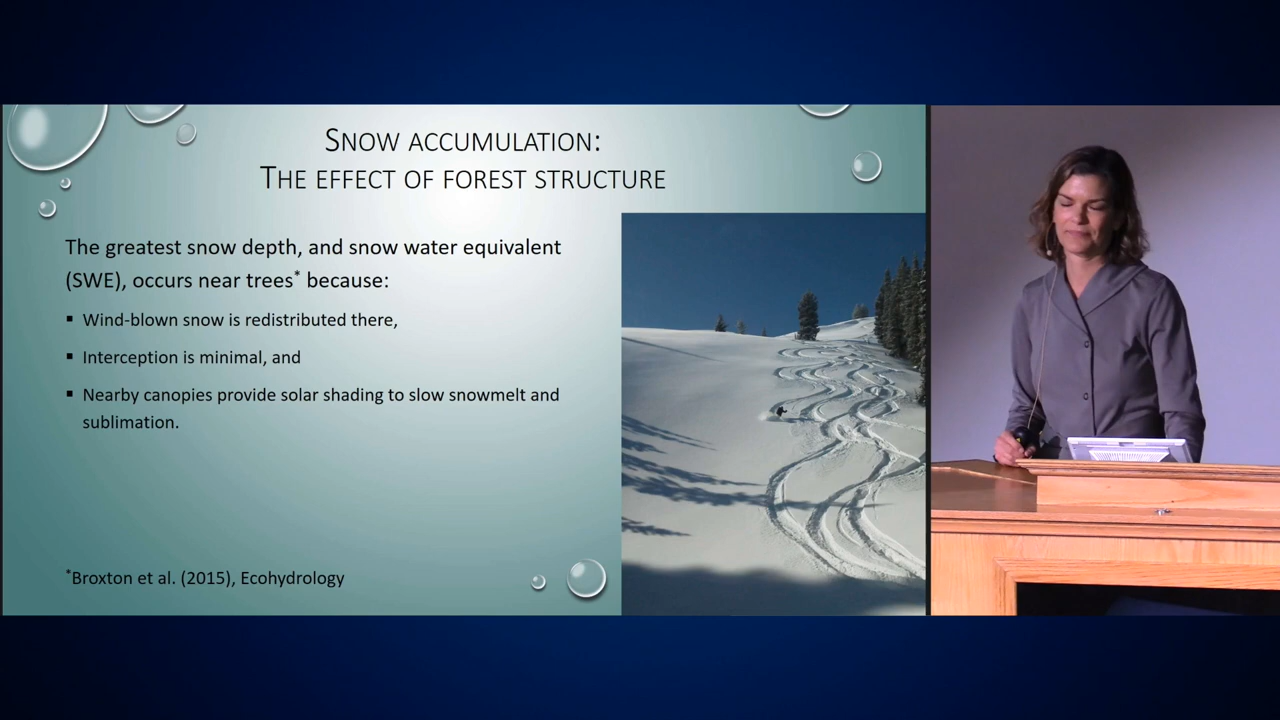 SNOW ACCUMULATION:
THE EFFECT OF FOREST STRUCTURE
The greatest snow depth, and snow water equivalent
(SWE), occurs near trees* because:
▪ Wind-blown snow is redistributed there,
▪ Interception is minimal, and
▪ Nearby canopies provide solar shading to slow snowmelt and
sublimation.
*Broxton et al. (2015), Ecohydrology